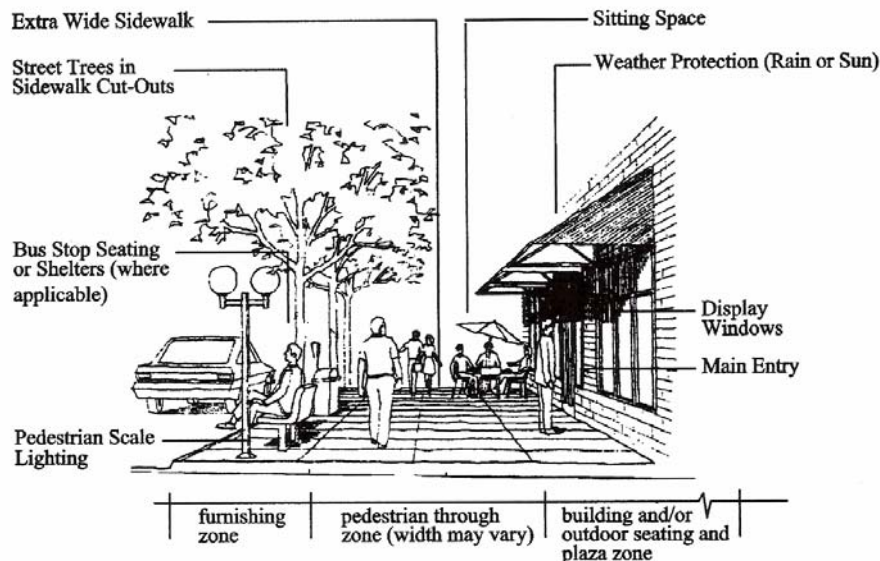 Extra Wide Sidewalk
Sitting Space
Street Trees in
Sidewalk Cut-Outs
Weather Protection (Rain or Sun)
Bus Stop Seating
or Shelters (where
applicable)
Display
Windows
Main Entry
Pedestrian Scale
Lighting
furnishing
zone
pedestrian through
zone (width may vary)
building and/or
outdoor seating and
plaza zone